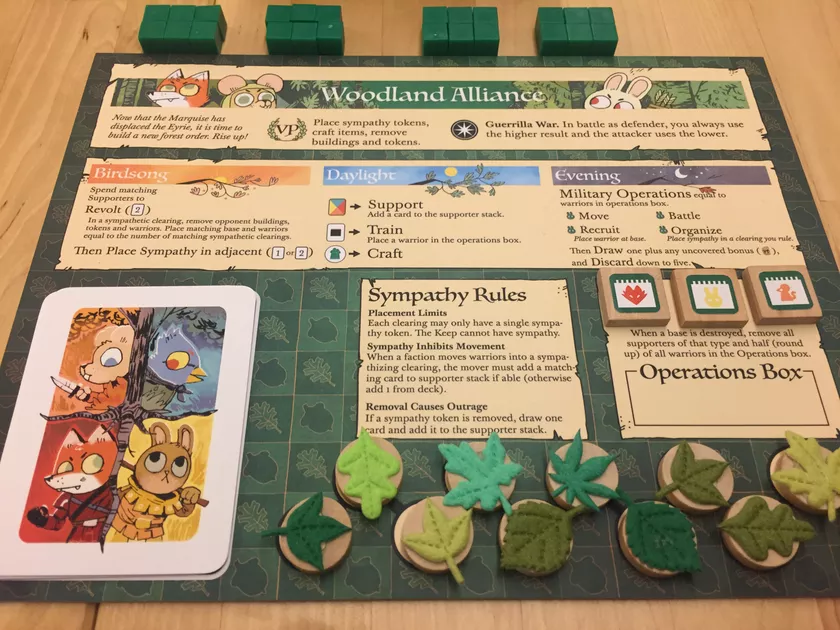 Woodland Alliance
Now that the Marquise has
displaced the Eyrie, it is time to
build a new forest order. Rise up!
VP
Place sympathy tokens,
craft items, remove
buildings and tokens.
Guerrilla War. In battle as defender, you always use
the higher result and the attacker uses the lower.
Birdsong
Spend matching
Supporters to
Revolt (2)
In a sympathetic clearing, remove opponent buildings,
tokens and warriors. Place matching base and warriors
equal to the number of matching sympathetic clearings.
Then Place Sympathy in adjacent (1 or 2)
Daylight
Support
Add a card to the supporter stack.
Train
Place a warrior in the operations box.
Craft
Evening
Military Operations equal to
warriors in operations box.
Move
Battle
Recruit
Place warrior at base.
Organize
Place sympathy in a clearing you rule.
Then Draw one plus any uncovered bonus ( ),
and Discard down to five.
Sympathy Rules
Placement Limits
Each clearing may only have a single sympa-
thy token. The Keep cannot have sympathy.
Sympathy Inhibits Movement
When a faction moves warriors into a sympa-
thizing clearing, the mover must add a match-
ing card to supporter stack if able (otherwise
add 1 from deck).
Removal Causes Outrage
If a sympathy token is removed, draw one
card and add it to the supporter stack.
When a base is destroyed, remove all
supporters of that type and half (round
up) of all warriors in the Operations box.
Operations Box